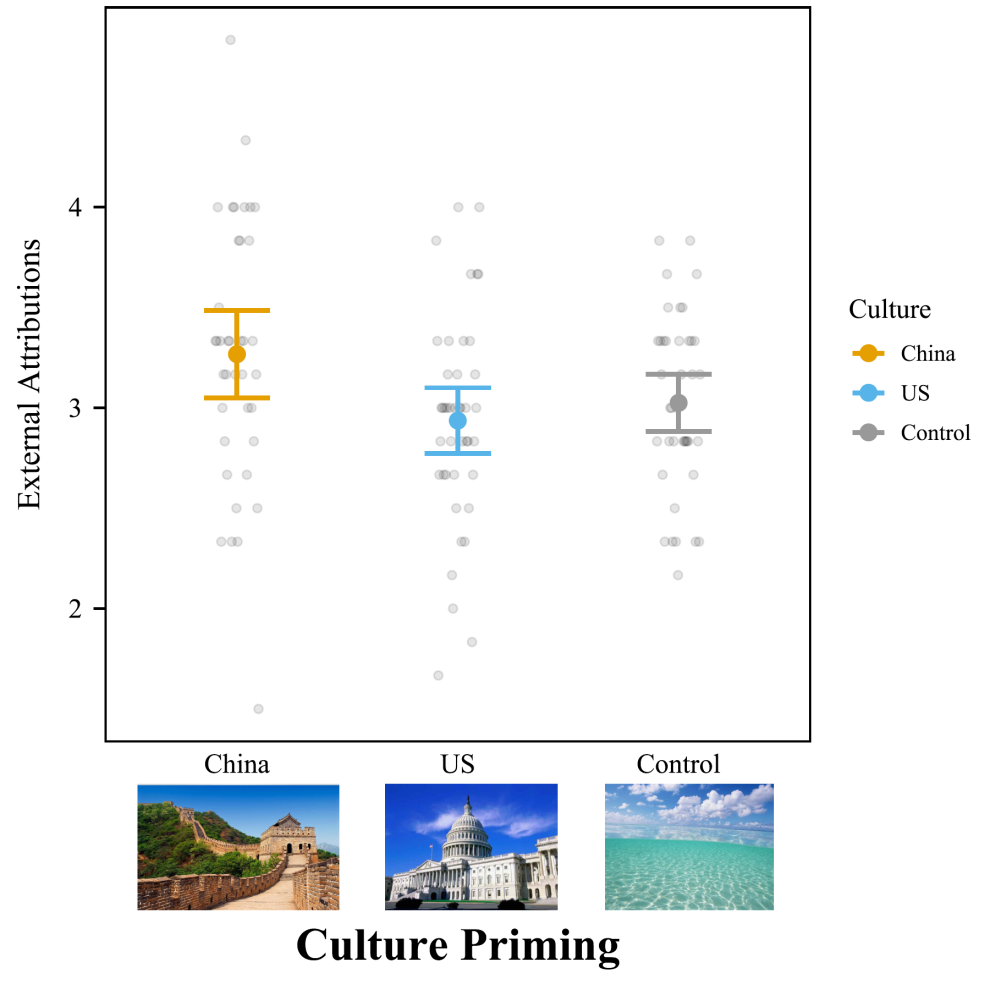 External Attributions
4
3
2
China
US
Control
Culture Priming
Culture
China
US
Control